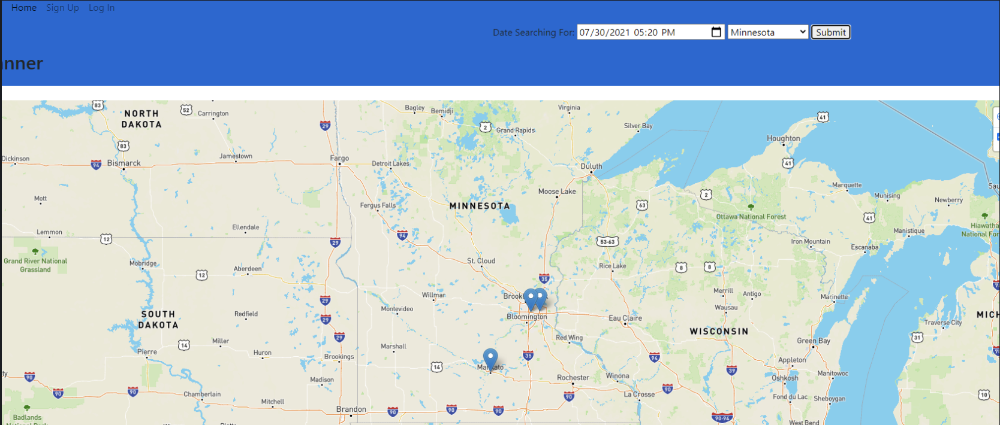 Home Sign Up Log In
Date Searching For: 07/30/2021 05:20 PM Minnesota Submit
anner
83
NORTH
DAKOTA
52
Carrington
29
Bagley
Bemidji
2
Grand Rapids
Virginia
Silver Bay
41
Houghton
41
83
Dickinson
94
Bismarck
Jamestown
Fargo
Detroit Lakes
Duluth
Marquette
Munising
Newberry
Sau
Mott
Fergus Falls
MINNESOTA
Moose Lake
63
2
Ottawa National Forest
41
Manistique
Hiawatha
National For
Lemmon
12
Ellendale
29
94
53-63
Iron Mountain
Escanaba
Grand River National
Grassland
Mobridge
12
Aberdeen
St. Cloud
35
Rice Lake
8
8
Merrill
Antigo
Marinette
29
Willmar
Brookl
Bloomington
Wausau
SOUTH
DAKOTA
Redfield
29
Montevideo
Eau Claire
WISCONSIN
MICH
Traverse City
31
Pierre
14
Miller
Huron
29
Brookings
Marshall
14
Mankato
35
Red Wing
94
Green Bay
Appleton
39
Oshkosh
Manitowoc
90
90
90
Chamberlain
Madison
Mitchell
Brandon
90
90
90
Rochester
90
Winona
La Crosse
90
90-94
Fond du Lac
Sheboygan
West Bend
10
Badlands